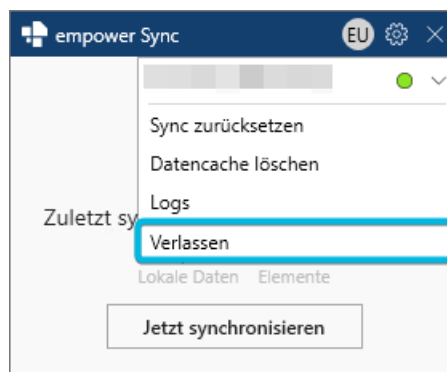 empower Sync EU
Sync zurücksetzen
Datencache löschen
Logs
Zuletzt sy
Verlassen
Lokale Daten Elemente
Jetzt synchronisieren